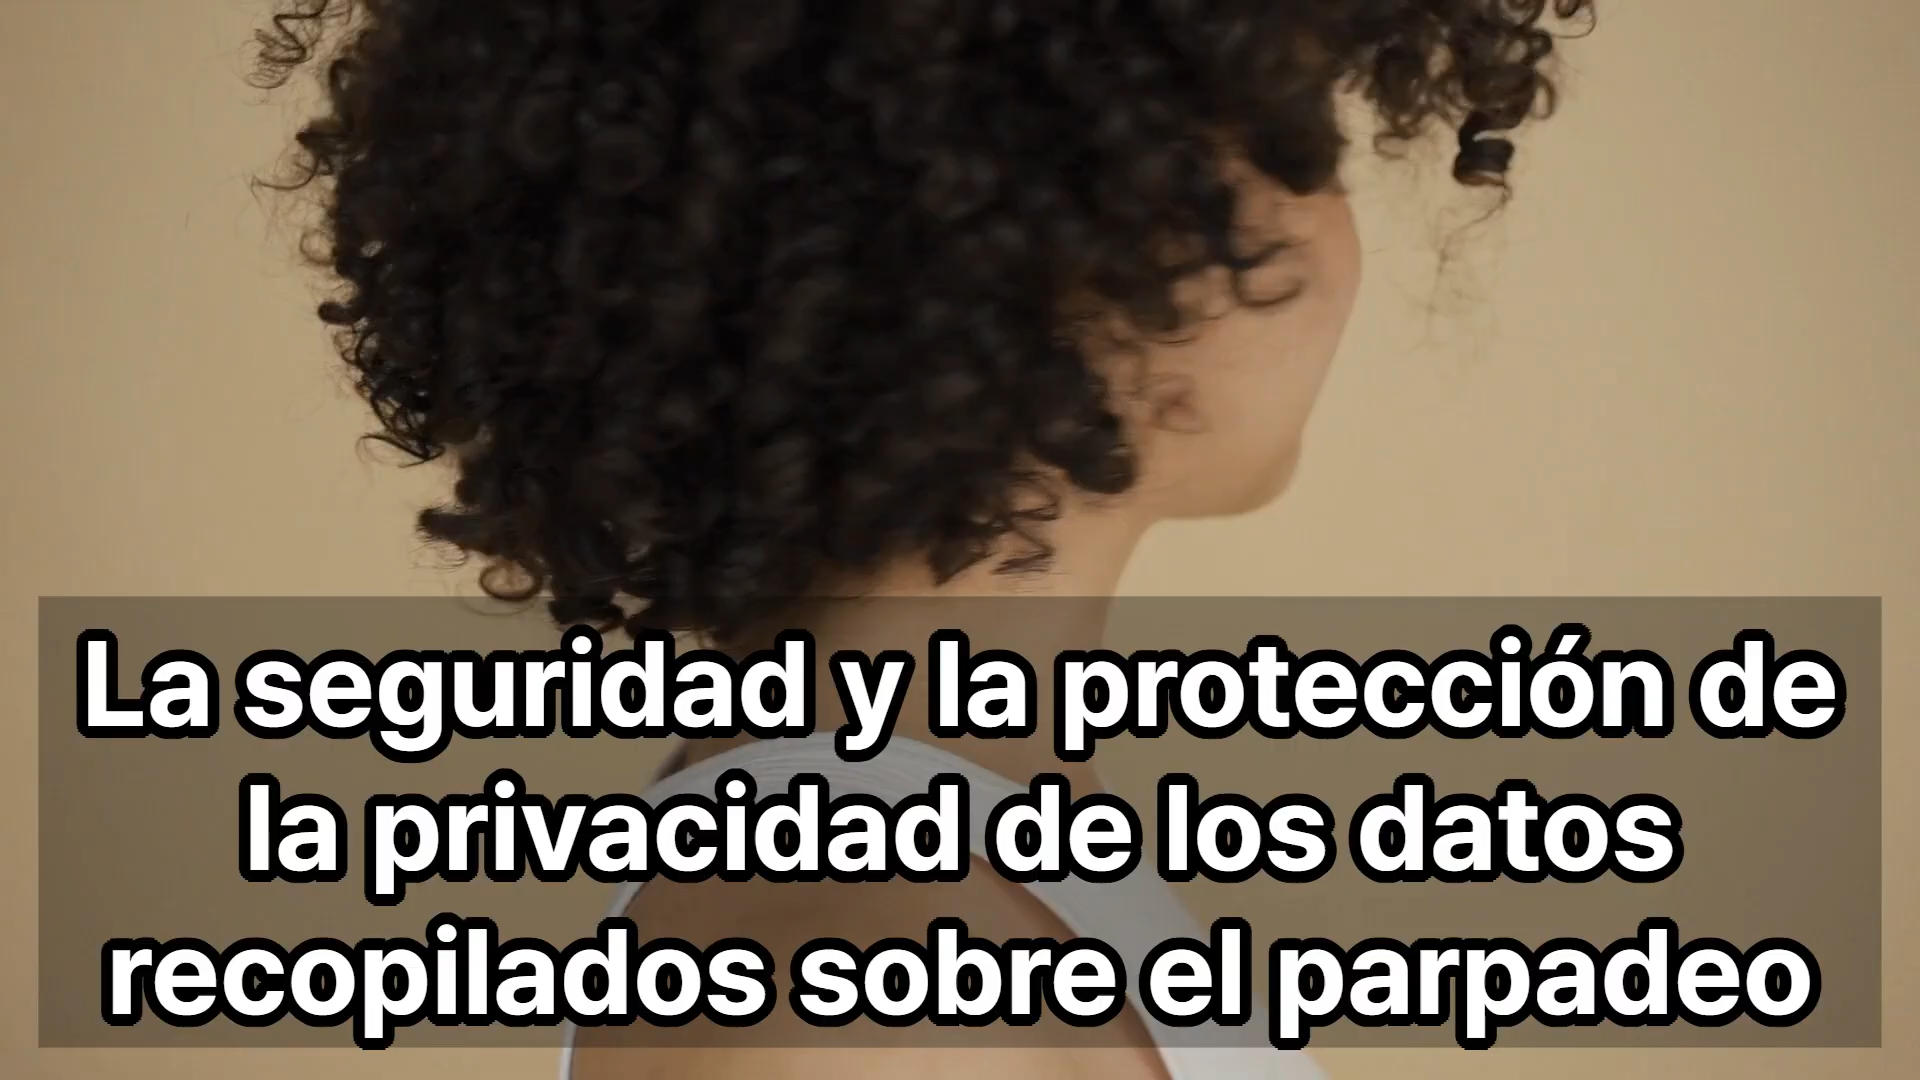 La seguridad y la protección de
la privacidad de los datos
recopilados sobre el parpadeo